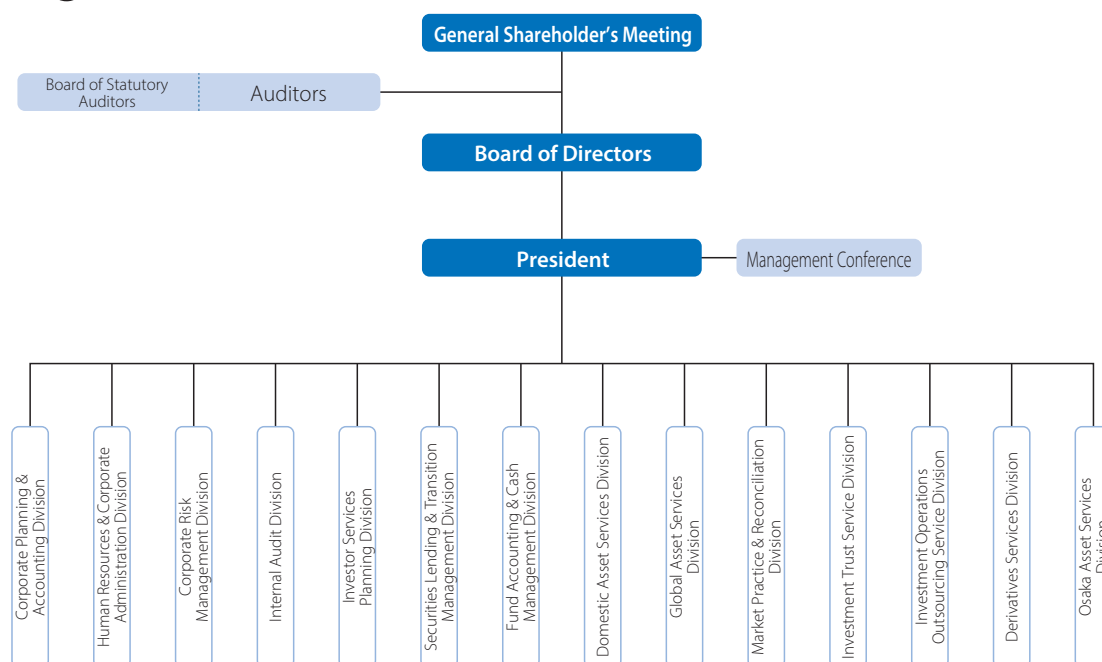 General Shareholder's Meeting
Board of Statutory
Auditors
Auditors
Board of Directors
President
Management Conference
Corporate Planning &
Accounting Division
Human Resources & Corporate
Administration Division
Corporate Risk
Management Division
Internal Audit Division
Investor Services
Planning Division
Securities Lending & Transition
Management Division
Fund Accounting & Cash
Management Division
Domestic Asset Services Division
Global Asset Services
Division
Market Practice & Reconciliation
Division
Investment Trust Service Division
Investment Operations
Outsourcing Service Division
Derivatives Services Division
Osaka Asset Services
Division